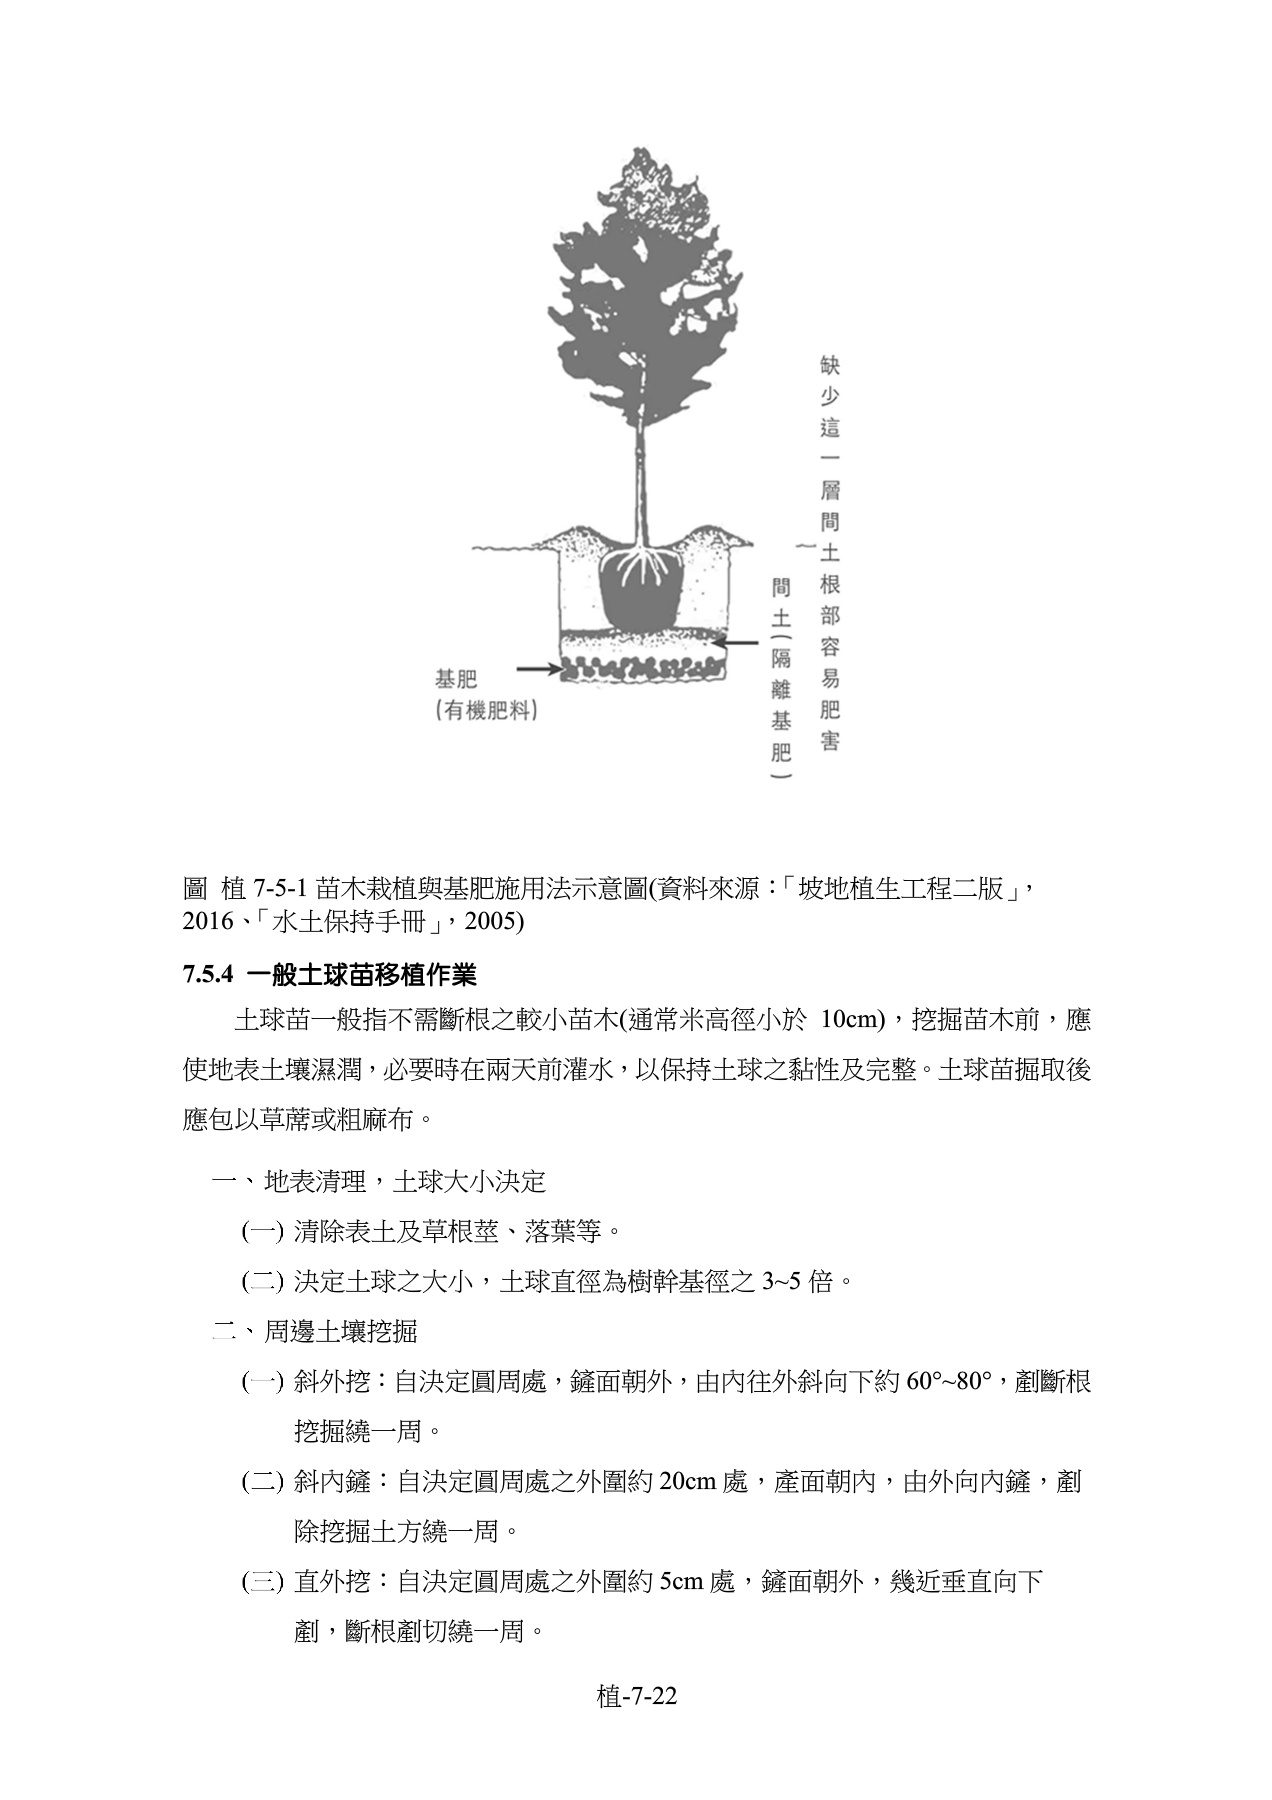 缺少這一層間土根部容易肥害
間土(隔離基肥)
基肥
(有機肥料)
圖 植 7-5-1 苗木栽植與基肥施用法示意圖(資料來源：「坡地植生工程二版」，
2016、「水土保持手冊」，2005)
7.5.4 一般土球苗移植作業
土球苗一般指不需斷根之較小苗木(通常米高徑小於 10cm)，挖掘苗木前，應
使地表土壤濕潤，必要時在兩天前灌水，以保持土球之黏性及完整。土球苗掘取後
應包以草蓆或粗麻布。
一、地表清理，土球大小決定
(一) 清除表土及草根莖、落葉等。
(二) 決定土球之大小，土球直徑為樹幹基徑之 3~5 倍。
二、周邊土壤挖掘
(一) 斜外挖：自決定圓周處，鏟面朝外，由內往外斜向下約 60°~80°，剷斷根
挖掘繞一周。
(二) 斜內鏟：自決定圓周處之外圍約 20cm 處，產面朝內，由外向內鏟，剷
除挖掘土方繞一周。
(三) 直外挖：自決定圓周處之外圍約 5cm 處，鏟面朝外，幾近垂直向下
剷，斷根剷切繞一周。
植-7-22